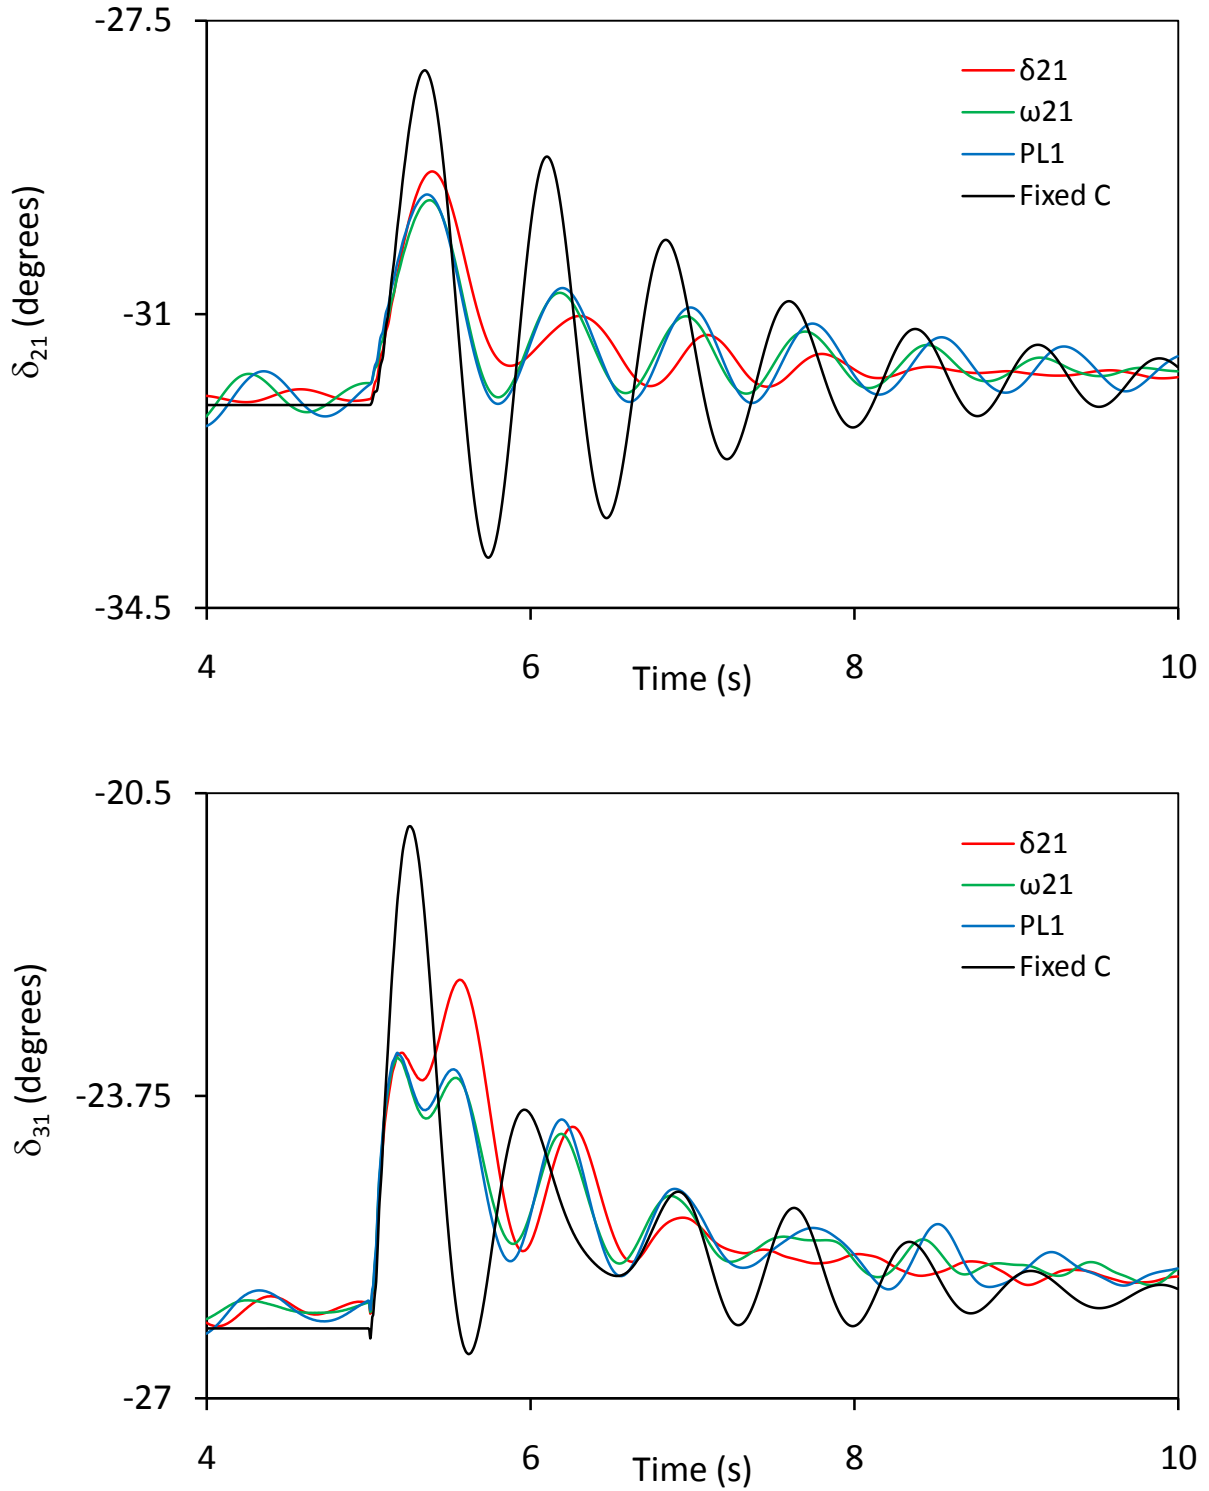 -27.5
δ21
ω21
PL1
Fixed C
δ21 (degrees)
-31
-34.5
4
6
8
10
Time (s)
-20.5
δ21
ω21
PL1
Fixed C
δ31 (degrees)
-23.75
-27
4
6
8
10
Time (s)